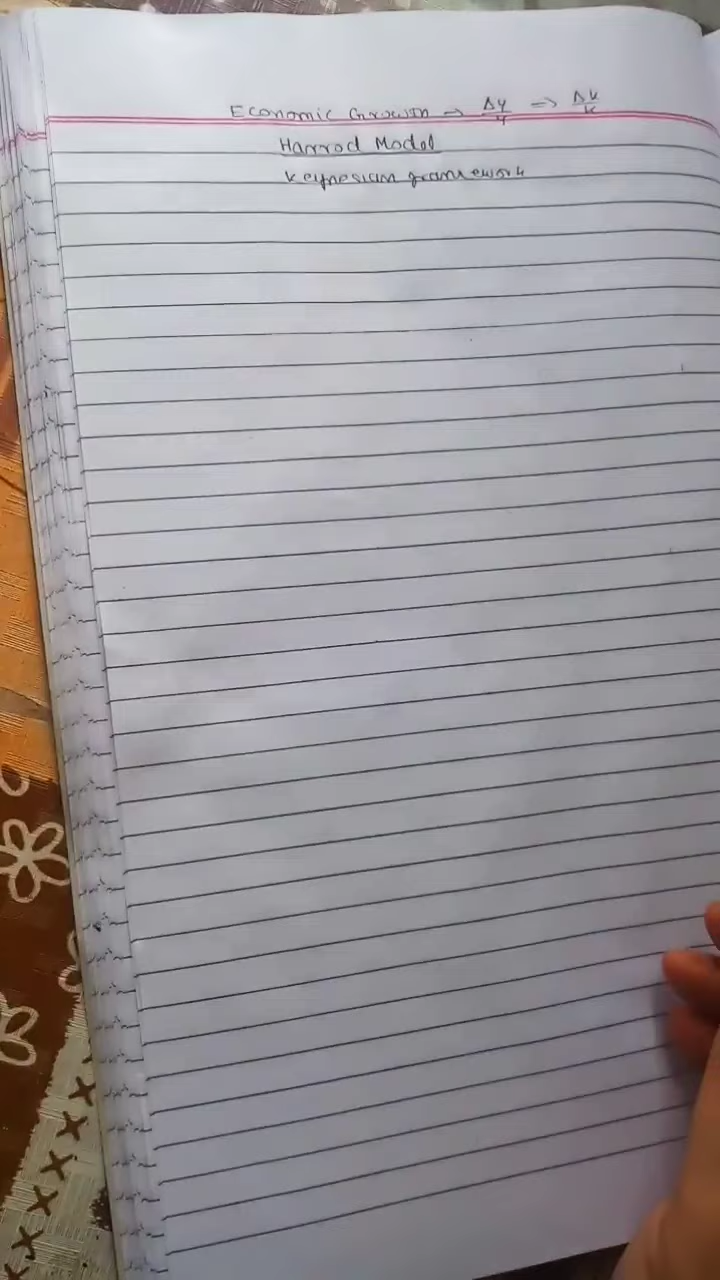 Economic Growth → ΔY/Y ⇒ ΔK/K
Harrod Model
Keynesian framework